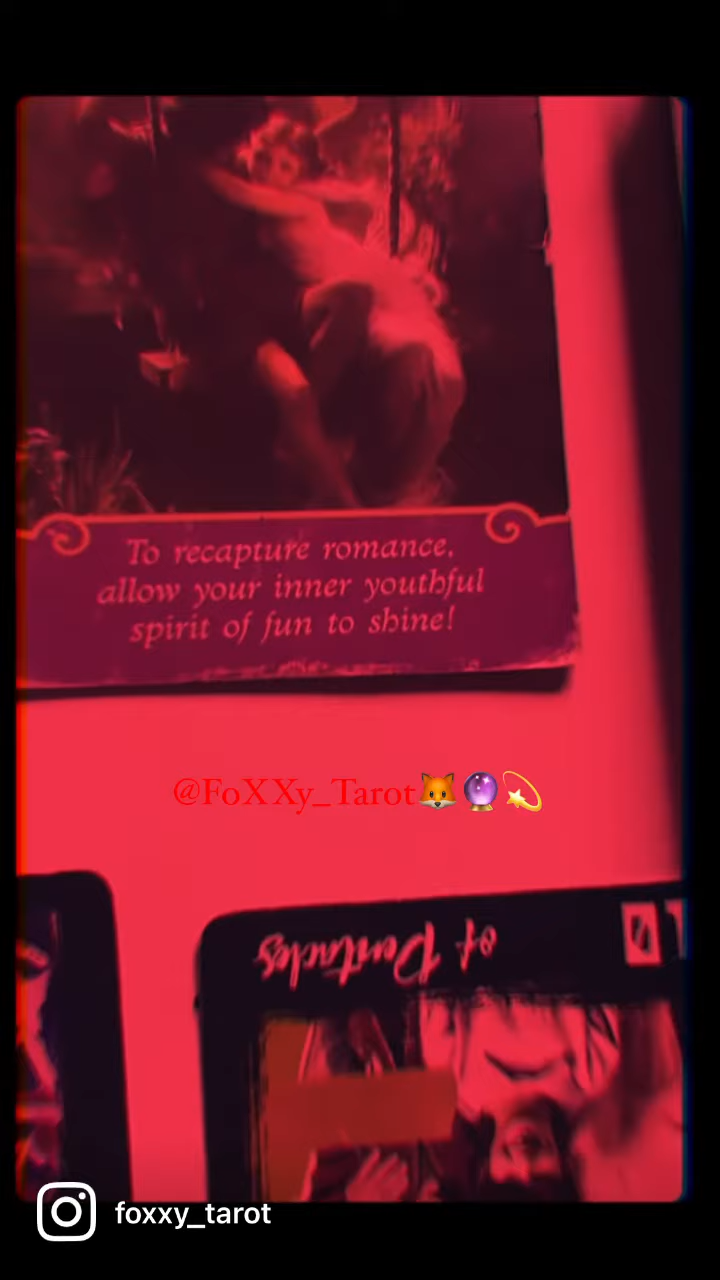 To recapture romance,
allow your inner youthful
spirit of fun to shine!
@FoXXy_Tarot🦊🔮💫
of Pentacles
foxxy_tarot